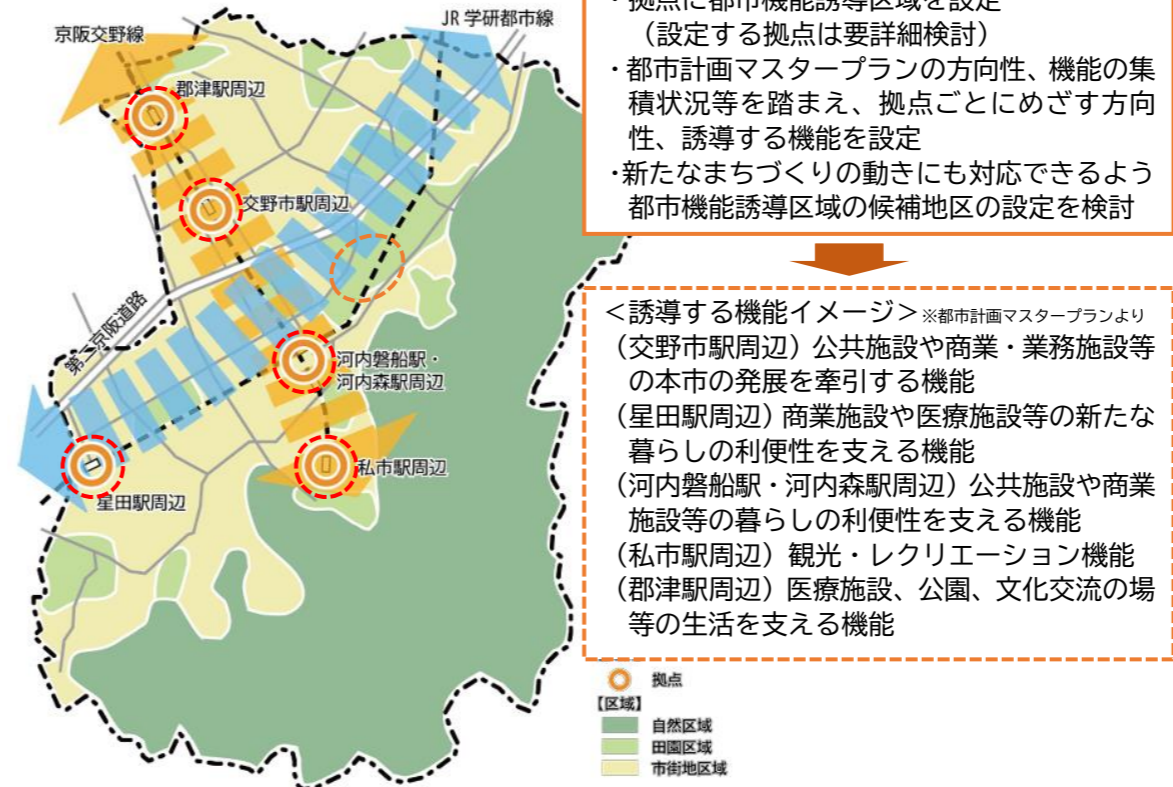 JR 学研都市線
京阪交野線
郡津駅周辺
交野市駅周辺
第二京阪道路
河内磐船駅・
河内森駅周辺
私市駅周辺
星田駅周辺
・拠点に都市機能誘導区域を設定
（設定する拠点は要詳細検討）
・都市計画マスタープランの方向性、機能の集
積状況等を踏まえ、拠点ごとにめざす方向
性、誘導する機能を設定
・新たなまちづくりの動きにも対応できるよう
都市機能誘導区域の候補地区の設定を検討
＜誘導する機能イメージ＞※都市計画マスタープランより
（交野市駅周辺）公共施設や商業・業務施設等
の本市の発展を牽引する機能
（星田駅周辺）商業施設や医療施設等の新たな
暮らしの利便性を支える機能
（河内磐船駅・河内森駅周辺）公共施設や商業
施設等の暮らしの利便性を支える機能
（私市駅周辺）観光・レクリエーション機能
（郡津駅周辺）医療施設、公園、文化交流の場
等の生活を支える機能
拠点
【区域】
自然区域
田園区域
市街地区域